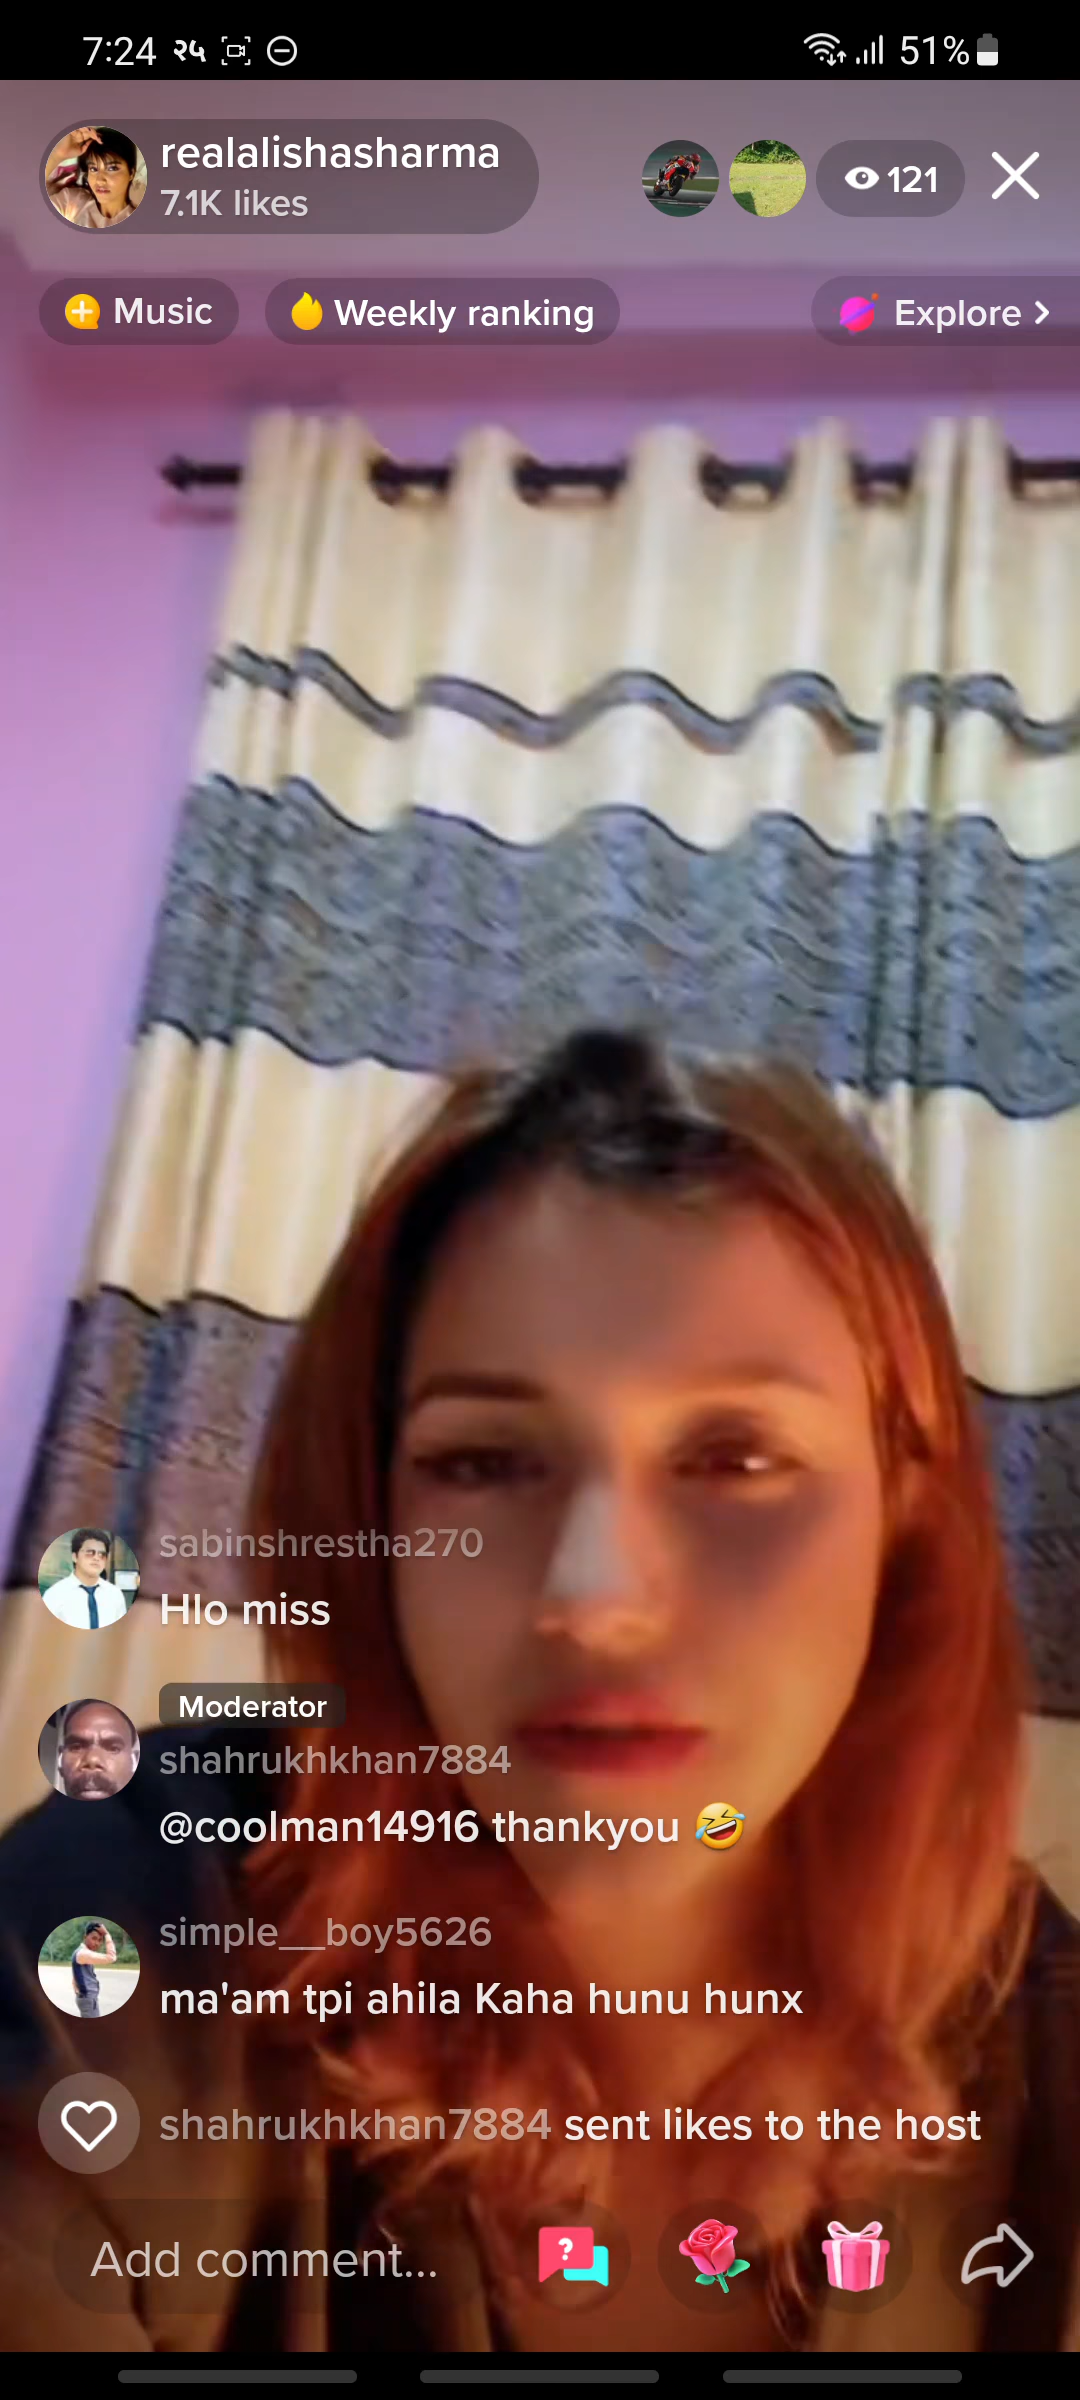 7:24 २५ 51%
realalishasharma
7.1K likes
121
Music
Weekly ranking
Explore >
sabinshrestha270
Hlo miss
Moderator
shahrukhkhan7884
@coolman14916 thankyou 🤣
simple__boy5626
ma'am tpi ahila Kaha hunu hunx
shahrukhkhan7884 sent likes to the host
Add comment...